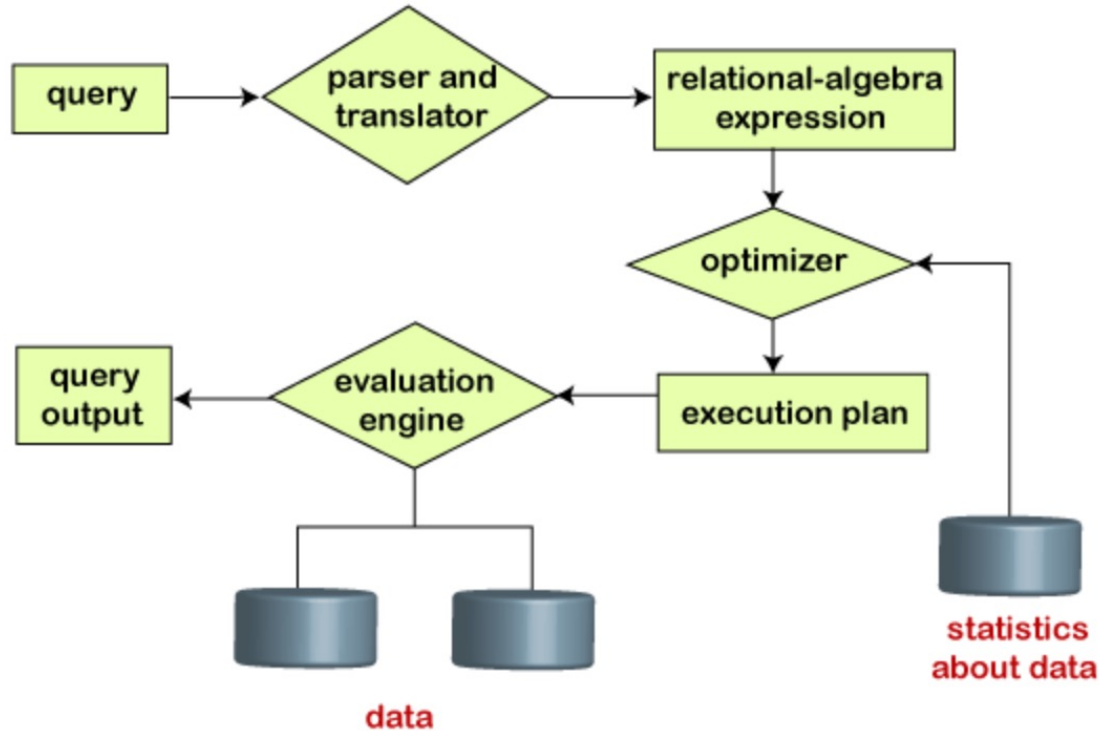 query
parser and
translator
relational-algebra
expression
optimizer
execution plan
evaluation
engine
query
output
data
statistics
about data